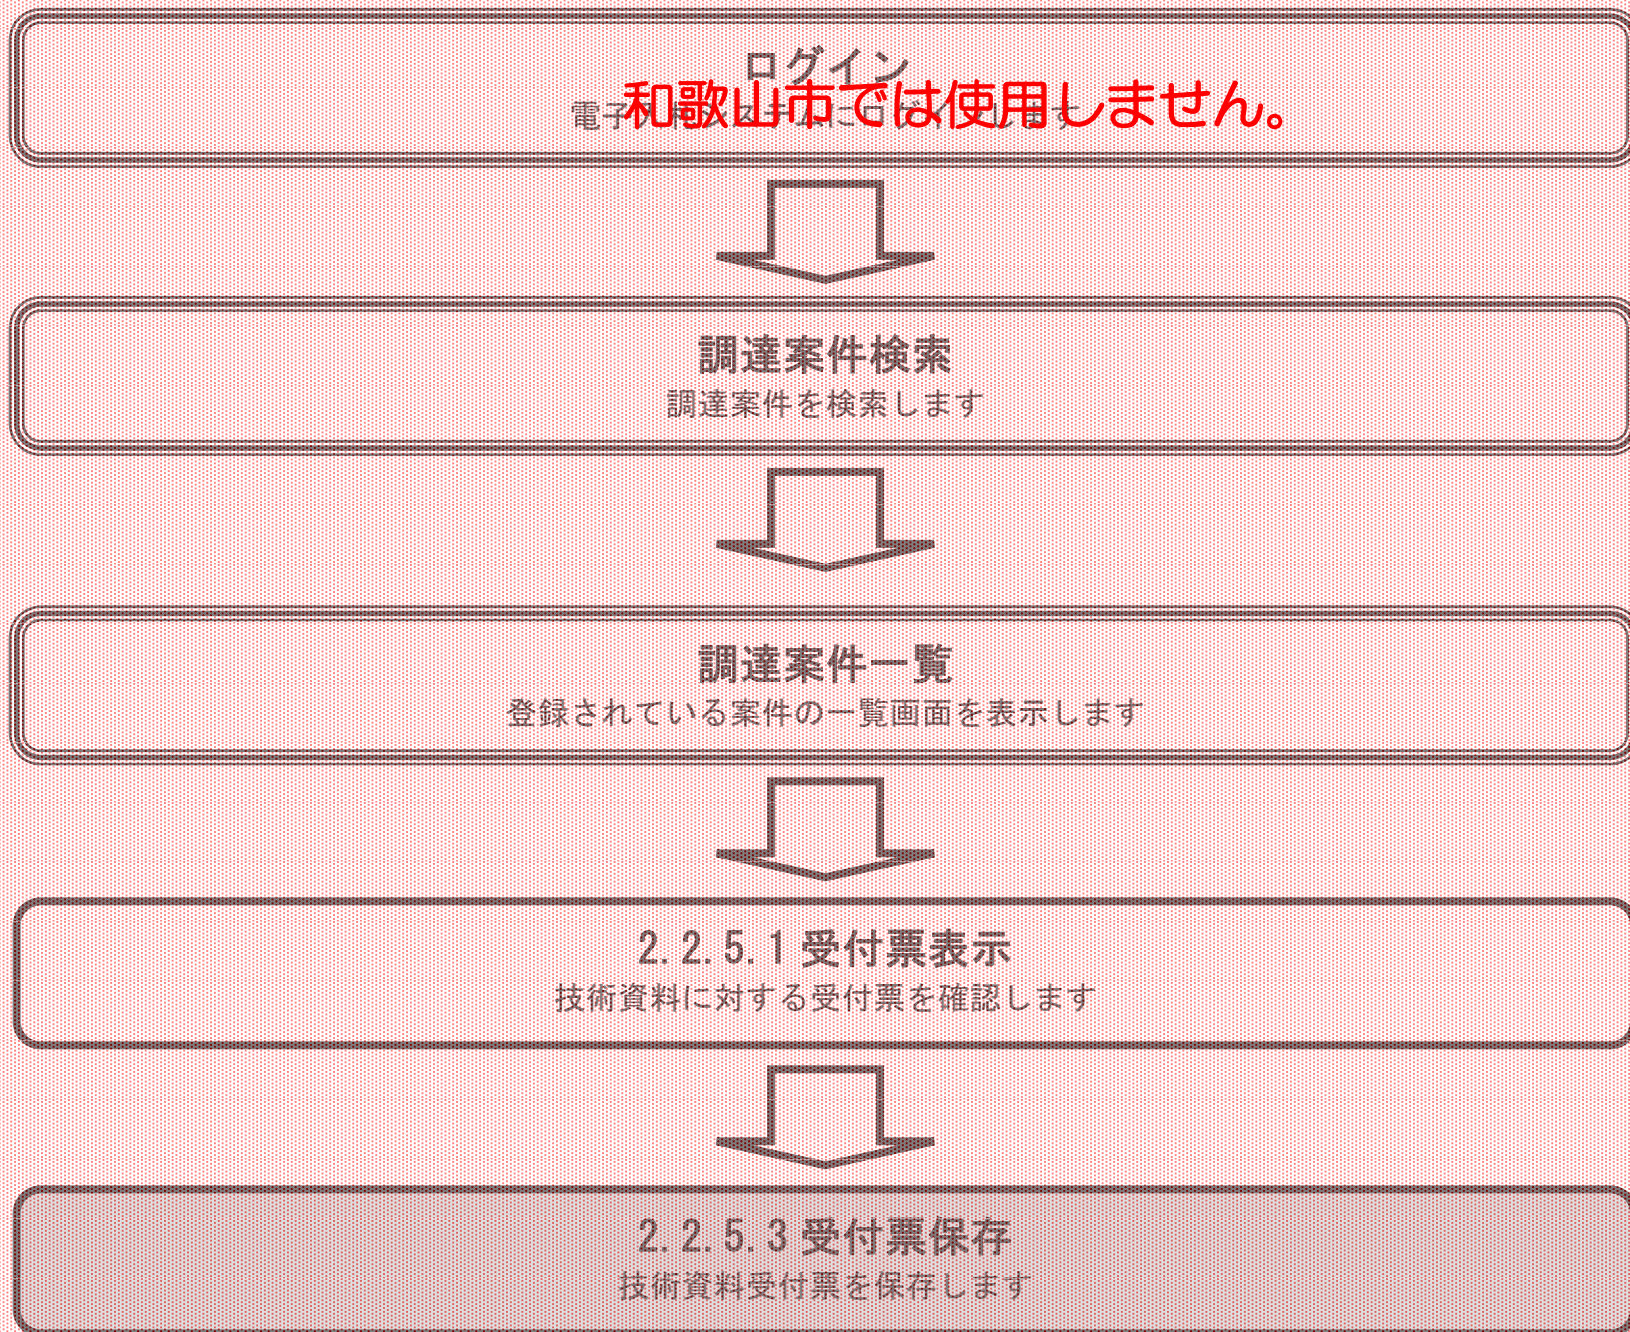 ログイン
和歌山市では使用しません。
調達案件検索
調達案件を検索します
調達案件一覧
登録されている案件の一覧画面を表示します
2.2.5.1 受付票表示
技術資料に対する受付票を確認します
2.2.5.3 受付票保存
技術資料受付票を保存します